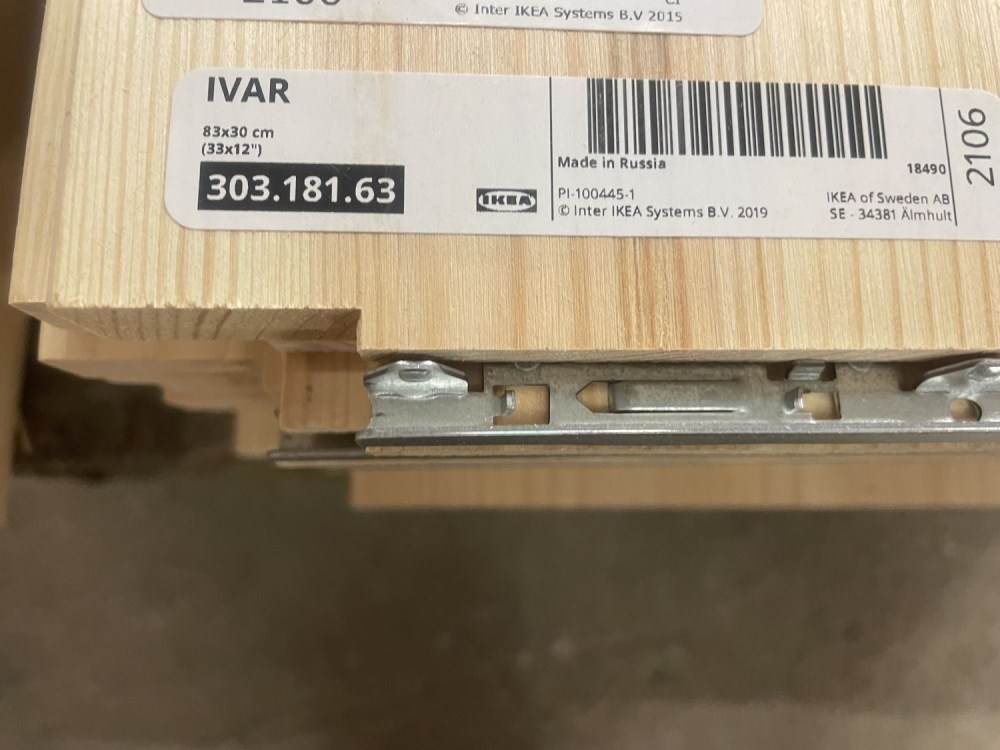 © Inter IKEA Systems B.V 2015
IVAR
83x30 cm
(33x12")
303.181.63
IKEA
Made in Russia
18490
PI-100445-1
© Inter IKEA Systems B.V. 2019
IKEA of Sweden AB
SE - 34381 Älmhult
2106